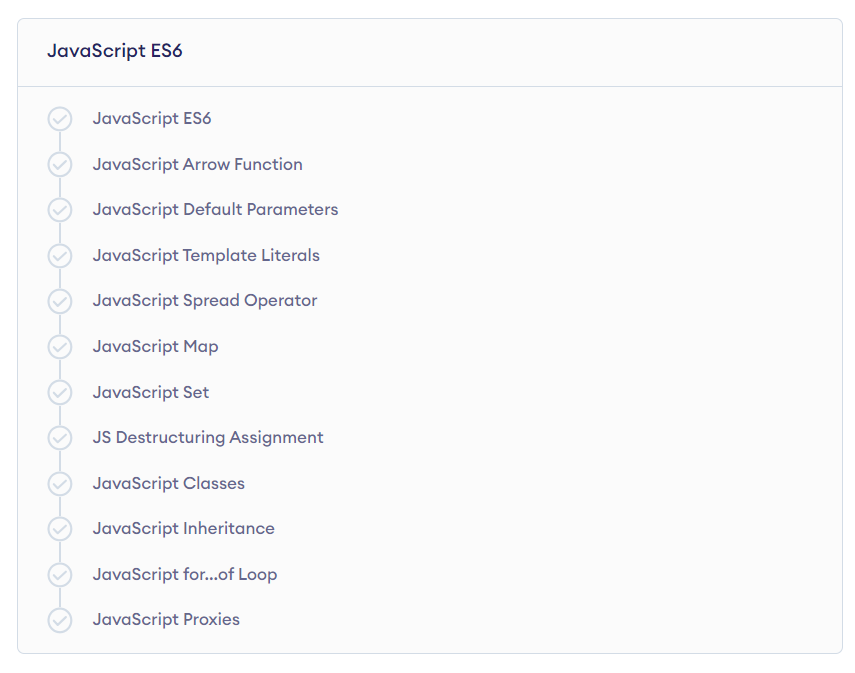 JavaScript ES6
JavaScript ES6
JavaScript Arrow Function
JavaScript Default Parameters
JavaScript Template Literals
JavaScript Spread Operator
JavaScript Map
JavaScript Set
JS Destructuring Assignment
JavaScript Classes
JavaScript Inheritance
JavaScript for...of Loop
JavaScript Proxies